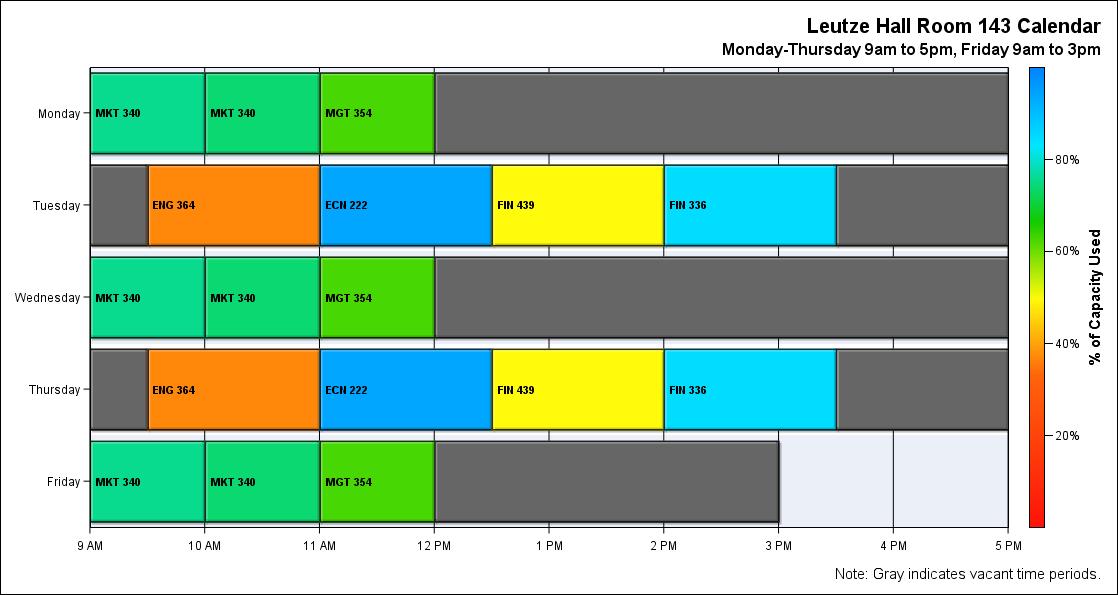 Leutze Hall Room 143 Calendar
Monday-Thursday 9am to 5pm, Friday 9am to 3pm
Monday
MKT 340
MKT 340
MGT 354
Tuesday
ENG 364
ECN 222
FIN 439
FIN 336
Wednesday
MKT 340
MKT 340
MGT 354
Thursday
ENG 364
ECN 222
FIN 439
FIN 336
Friday
MKT 340
MKT 340
MGT 354
9 AM
10 AM
11 AM
12 PM
1 PM
2 PM
3 PM
4 PM
5 PM
80%
60%
40%
20%
% of Capacity Used
Note: Gray indicates vacant time periods.